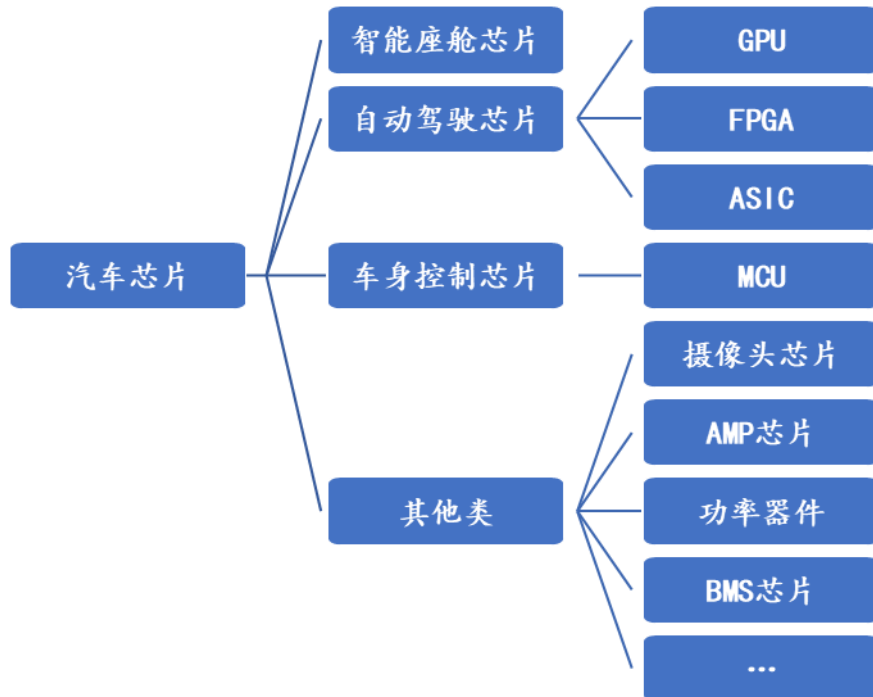 汽车芯片
智能座舱芯片
自动驾驶芯片
GPU
FPGA
ASIC
车身控制芯片
MCU
其他类
摄像头芯片
AMP芯片
功率器件
BMS芯片
...